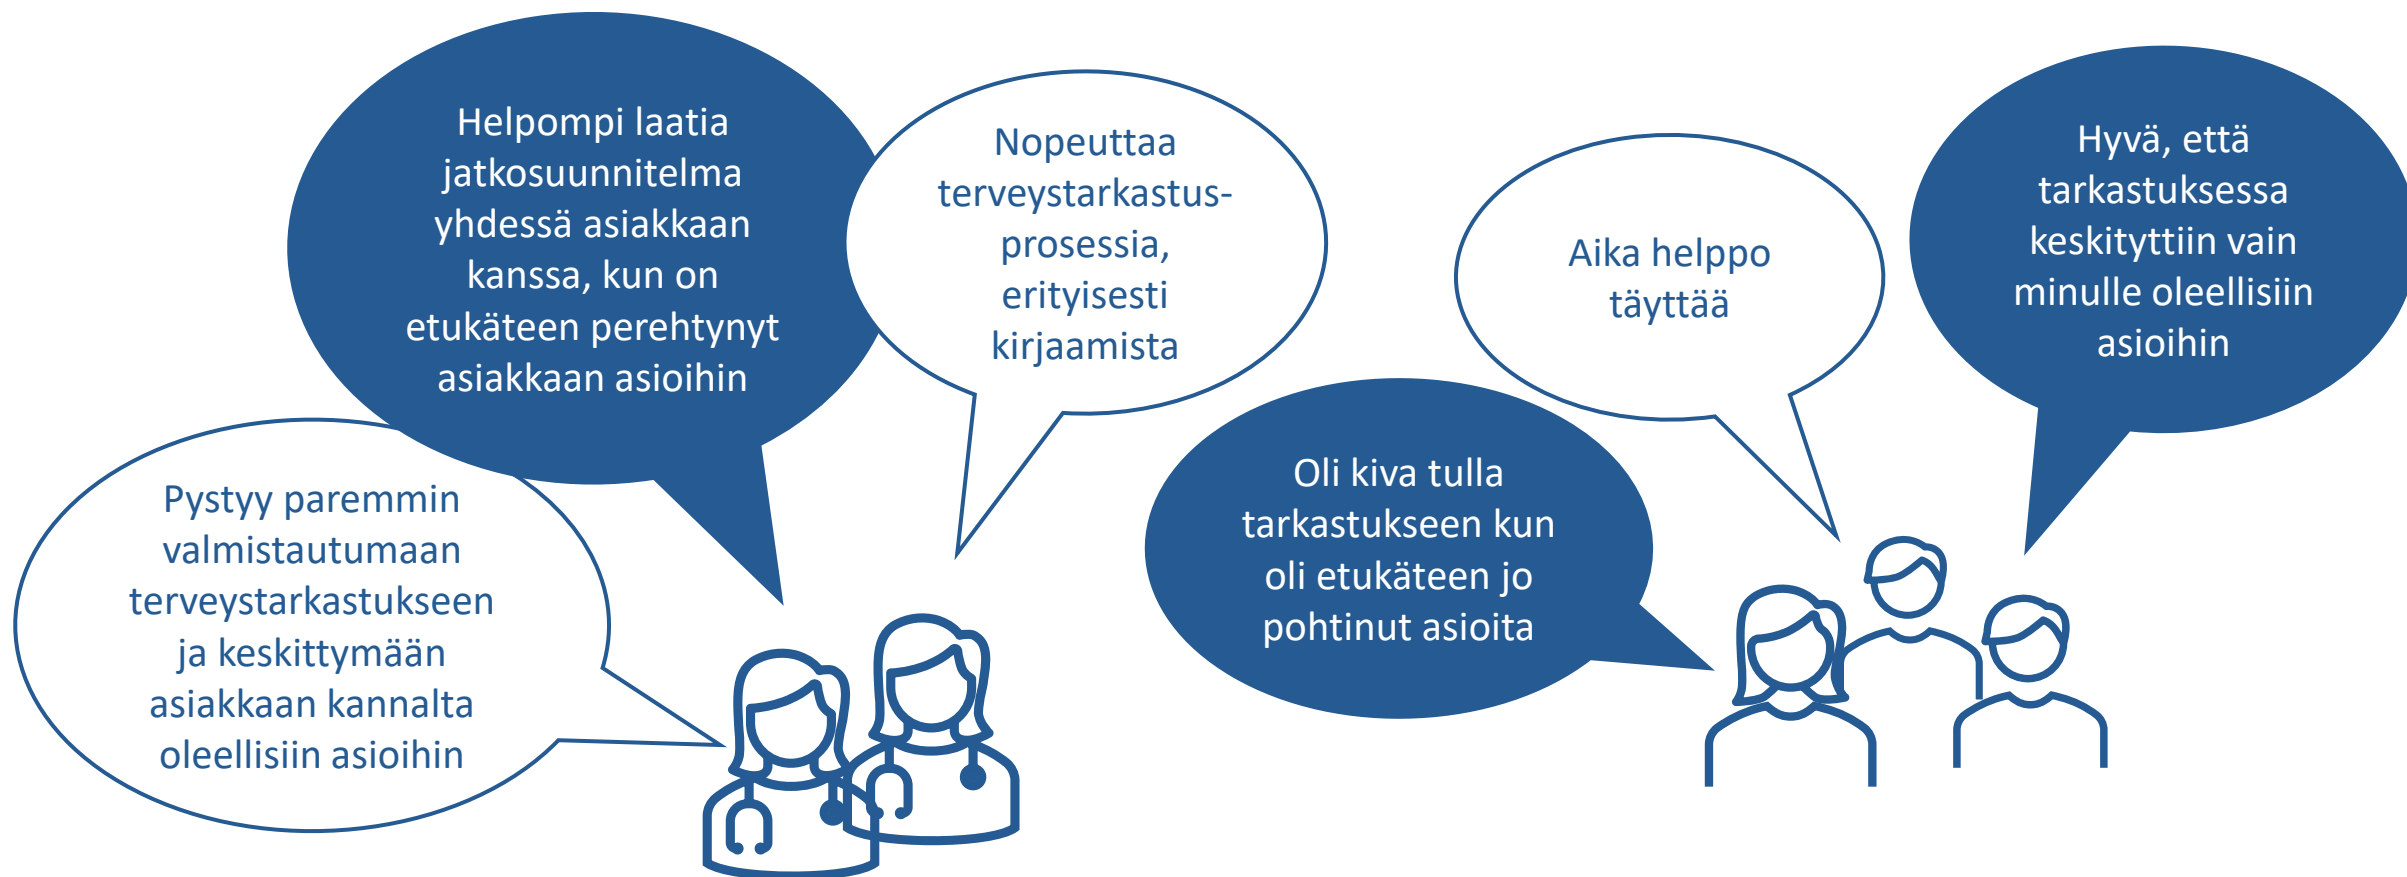 Helpompi laatia
jatkosuunnitelma
yhdessä asiakkaan
kanssa, kun on
etukäteen perehtynyt
asiakkaan asioihin
Nopeuttaa
terveystarkastus-
prosessia,
erityisesti
kirjaamista
Pystyy paremmin
valmistautumaan
terveystarkastukseen
ja keskittymään
asiakkaan kannalta
oleellisiin asioihin
Aika helppo
täyttää
Hyvä, että
tarkastuksessa
keskityttiin vain
minulle oleellisiin
asioihin
Oli kiva tulla
tarkastukseen kun
oli etukäteen jo
pohtinut asioita